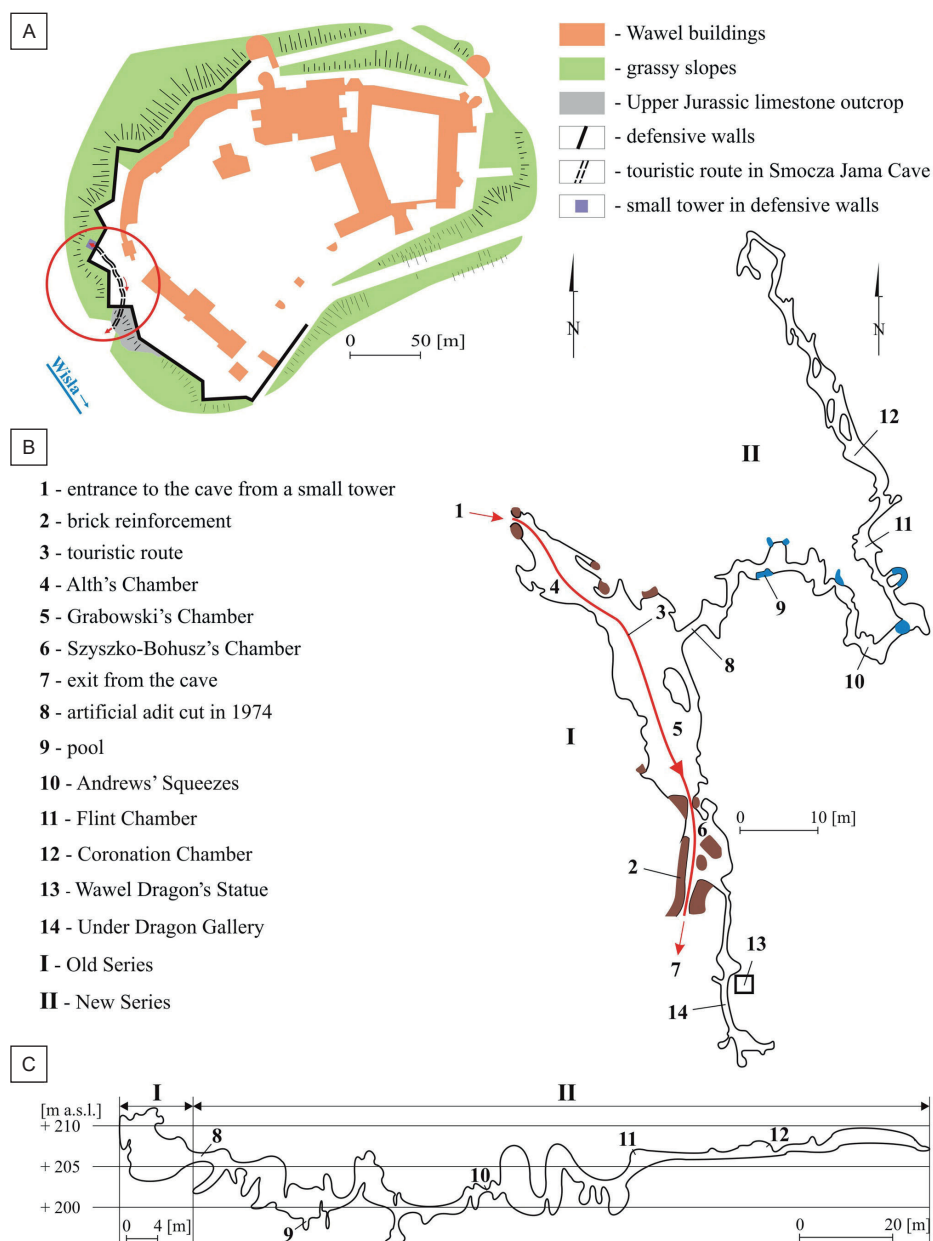 A
- Wawel buildings
- grassy slopes
- Upper Jurassic limestone outcrop
- defensive walls
- touristic route in Smocza Jama Cave
- small tower in defensive walls
0 50 [m]
N
N
Wisla
B
1 - entrance to the cave from a small tower
2 - brick reinforcement
3 - touristic route
4 - Alth's Chamber
5 - Grabowski's Chamber
6 - Szyszko-Bohusz's Chamber
7 - exit from the cave
8 - artificial adit cut in 1974
9 - pool
10 - Andrews' Squeezes
11 - Flint Chamber
12 - Coronation Chamber
13 - Wawel Dragon's Statue
14 - Under Dragon Gallery
I - Old Series
II - New Series
II
12
11
1
4
3
9
8
10
5
I
0 10 [m]
6
2
7
13
14
C
I II
[m a.s.l.]
+ 210
+ 205
+ 200
8
11
12
10
9
0 4 [m]
0 20 [m]